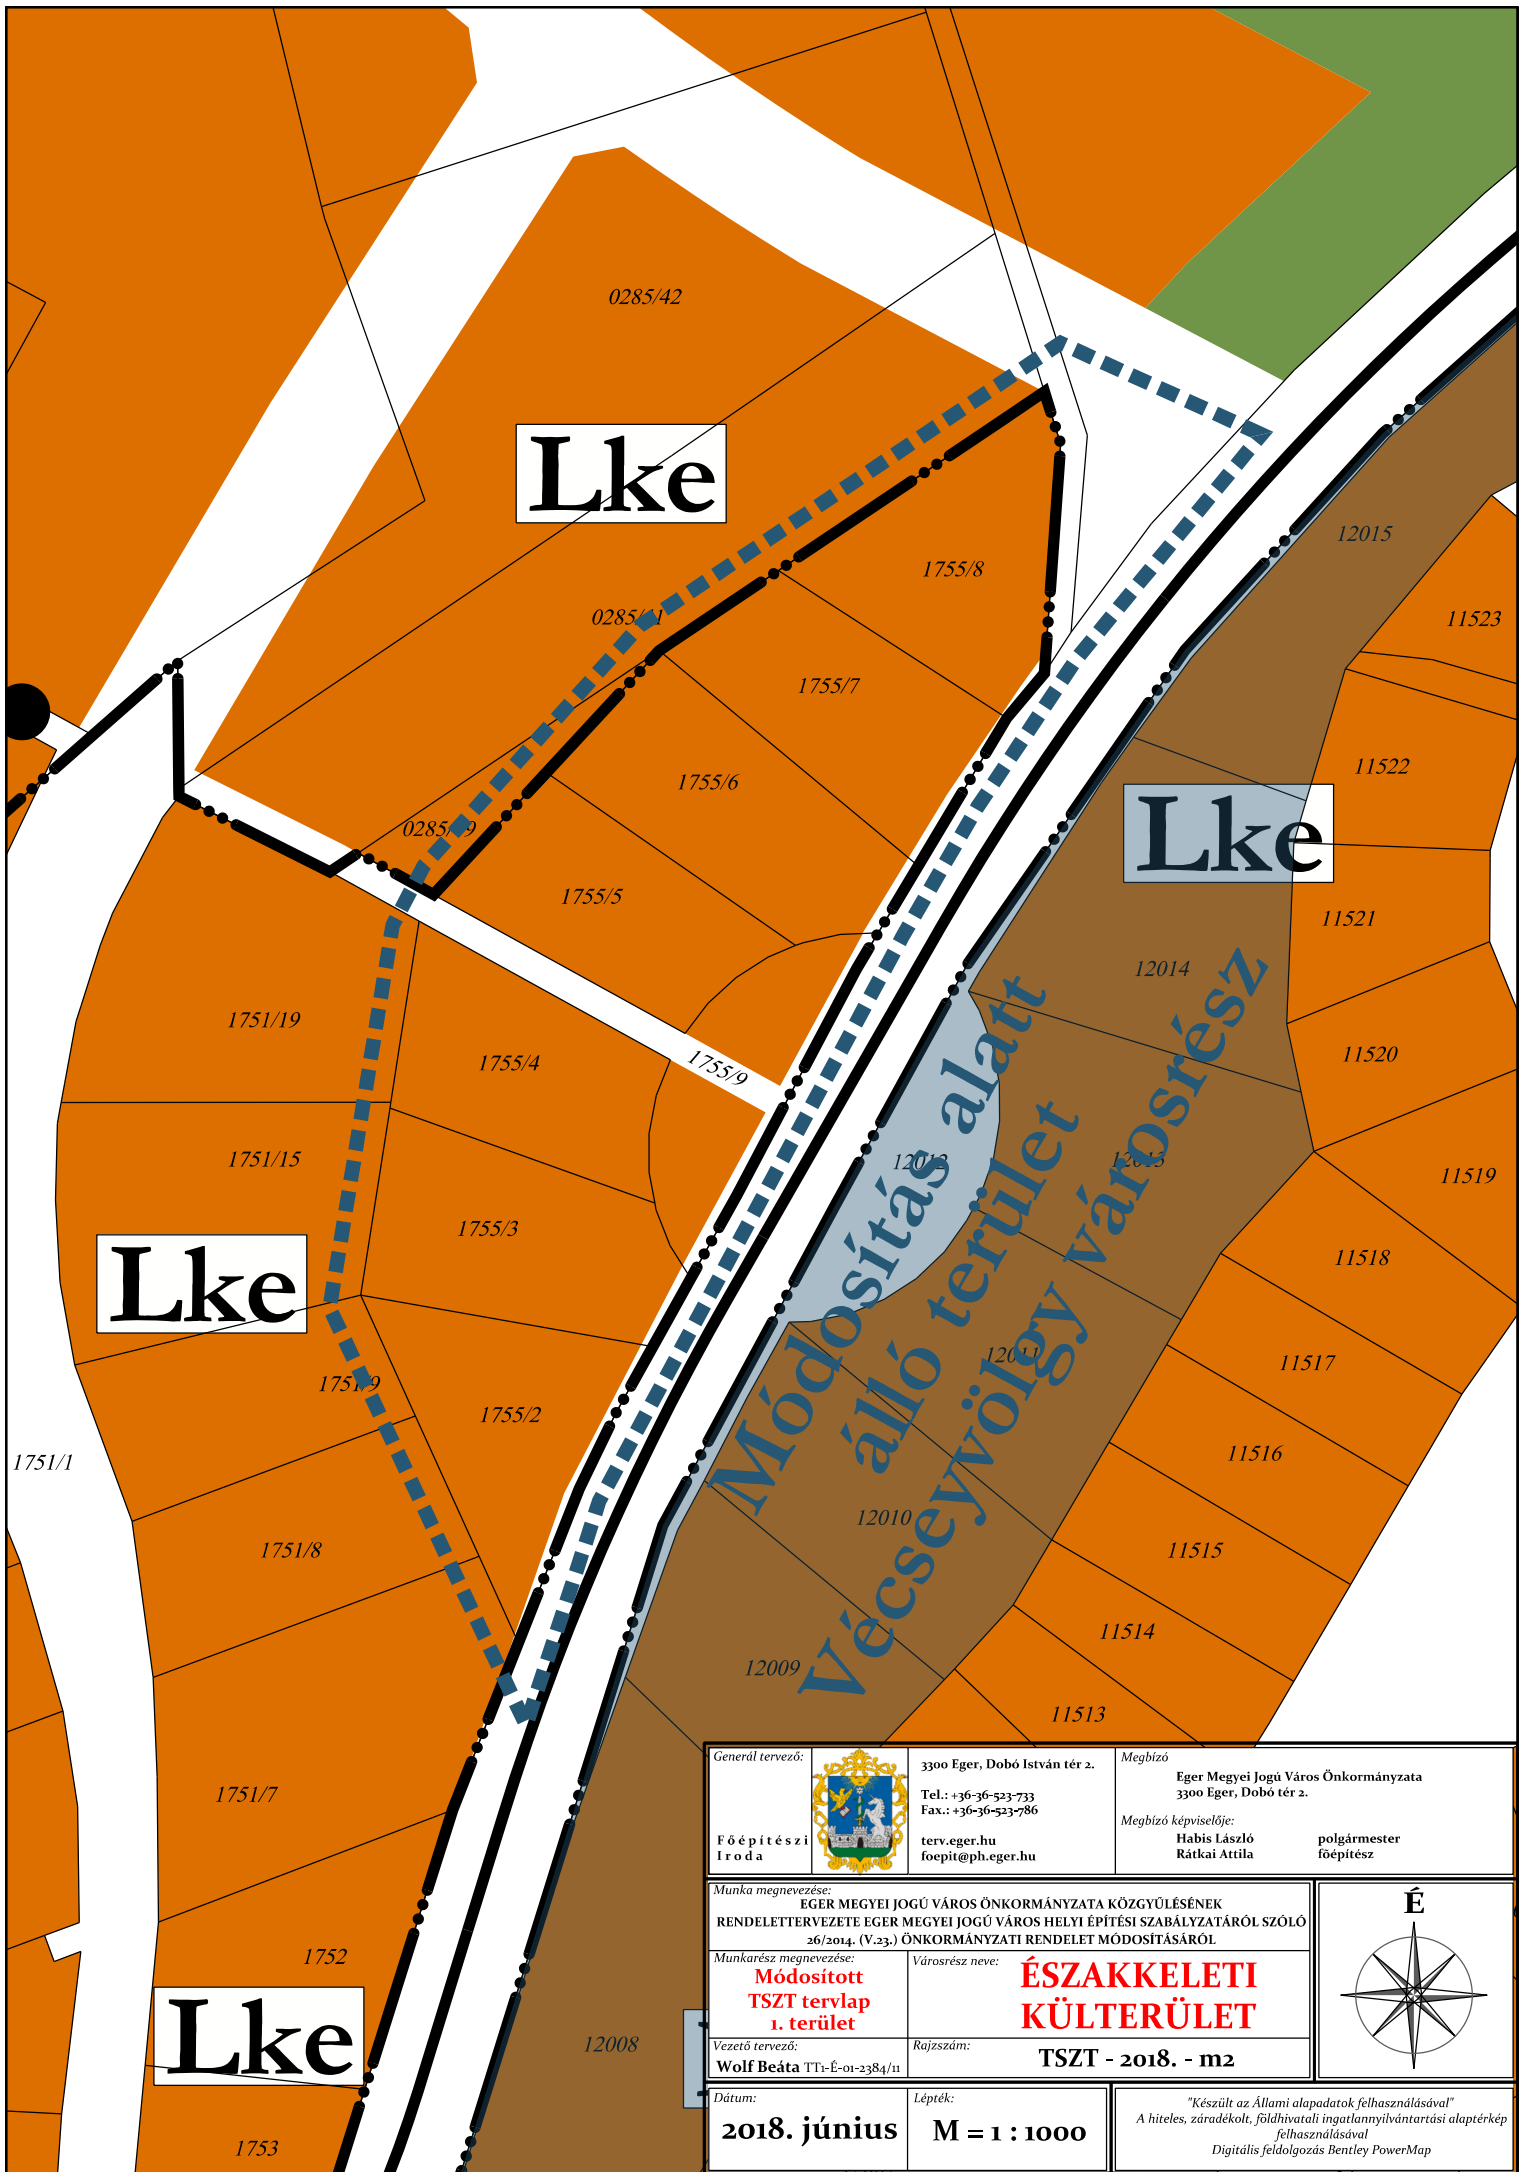 0285/42
Lke
12015
1755/8
0285/41
11523
1755/7
1755/6
11522
Lke
0285/
1755/5
11521
12014
1751/19
1755/4
1755/9
11520
1751/15
12012
12013
11519
1755/3
11518
Lke
Módosítás alatt
álló terület
Vécseyvölgy városrész
12011
11517
1751/9
1755/2
1751/1
11516
12010
1751/8
11515
11514
12009
11513
1751/7
1752
Lke
12008
1753
Generál tervező:
Főépítészi
Iroda
3300 Eger, Dobó István tér 2.
Tel.: +36-36-523-733
Fax.: +36-36-523-786
terv.eger.hu
foepit@ph.eger.hu
Megbízó
Eger Megyei Jogú Város Önkormányzata
3300 Eger, Dobó tér 2.
Megbízó képviselője:
Habis László polgármester
Rátkai Attila főépítész
Munka megnevezése:
EGER MEGYEI JOGÚ VÁROS ÖNKORMÁNYZATA KÖZGYŰLÉSÉNEK
RENDELETTERVEZETE EGER MEGYEI JOGÚ VÁROS HELYI ÉPÍTÉSI SZABÁLYZATÁRÓL SZÓLÓ
26/2014. (V.23.) ÖNKORMÁNYZATI RENDELET MÓDOSÍTÁSÁRÓL
É
Munkarész megnevezése:
Módosított
TSZT tervlap
1. terület
Városrész neve:
ÉSZAKKELETI
KÜLTERÜLET
Vezető tervező:
Wolf Beáta TT1-É-01-2384/11
Rajzszám:
TSZT - 2018. - m2
Dátum:
2018. június
Lépték:
M = 1 : 1000
"Készült az Állami alapadatok felhasználásával"
A hiteles, záradékolt, földhivatali ingatlannyilvántartási alaptérkép
felhasználásával
Digitális feldolgozás Bentley PowerMap